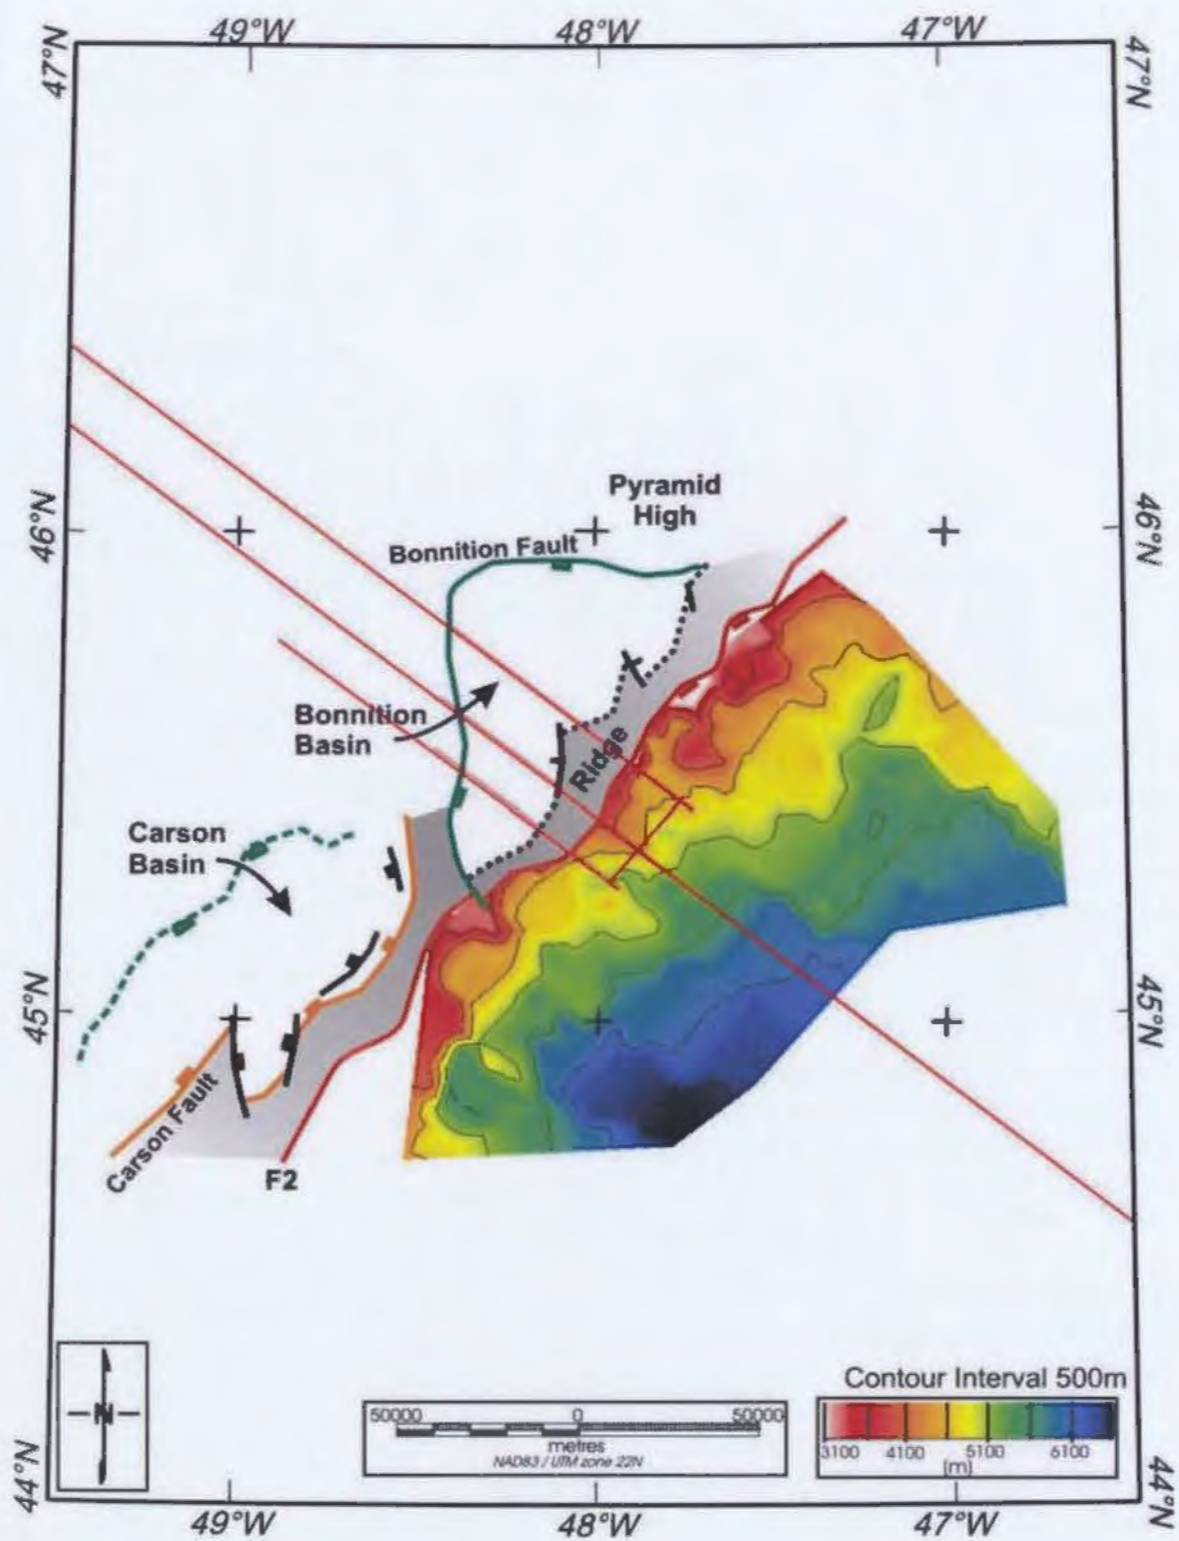 49°W 48°W 47°W
47°N 47°N
Pyramid
High
46°N 46°N
Bonnition Fault
Bonnition
Basin
Ridge
Carson
Basin
45°N 45°N
Carson Fault
F2
Contour Interval 500m
50000 0 50000
metres
NAD83 / UTM zone 22N
3100 4100 5100 6100
(m)
N
44°N 44°N
49°W 48°W 47°W